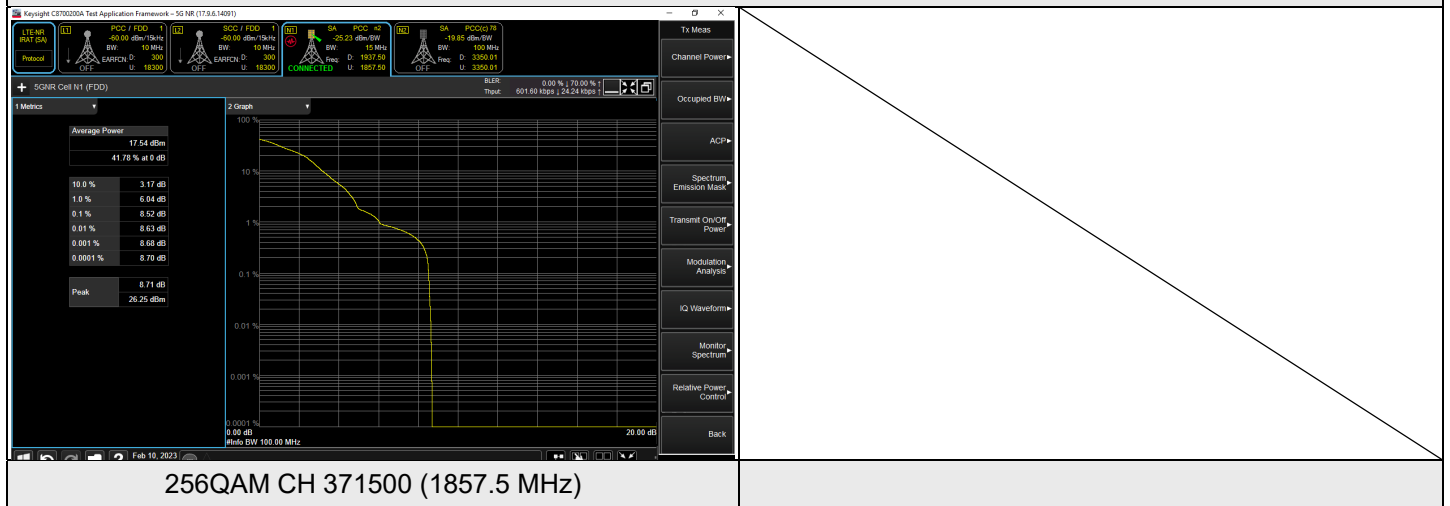 Keysight C8700200A Test Application Framework – 5G NR (17.9.6.14091)
LTE-NR
IRAT (SA)
Protocol
L1
PCC / FDD 1
-60.00 dBm/15kHz
BW: 10 MHz
EARFCN: D: 300
U: 18300
OFF
L2
SCC / FDD 1
-60.00 dBm/15kHz
BW: 10 MHz
EARFCN: D: 300
U: 18300
OFF
N1
SA PCC n2
-25.23 dBm/BW
BW: 15 MHz
Freq: D: 1937.50
U: 1857.50
CONNECTED
N2
SA PCC(c) 78
-19.85 dBm/BW
BW: 100 MHz
Freq: D: 3350.01
U: 3350.01
OFF
5GNR Cell N1 (FDD)
BLER: 0.00 % ↓ 70.00 % ↑
Thput: 601.60 kbps ↓ 24.24 kbps ↑
1 Metrics
Average Power
17.54 dBm
41.78 % at 0 dB
10.0 % 3.17 dB
1.0 % 6.04 dB
0.1 % 8.52 dB
0.01 % 8.63 dB
0.001 % 8.68 dB
0.0001 % 8.70 dB
Peak 8.71 dB
26.25 dBm
2 Graph
100 %
10 %
1 %
0.1 %
0.01 %
0.001 %
0.0001 %
0.00 dB 20.00 dB
#Info BW 100.00 MHz
Tx Meas
Channel Power
Occupied BW
ACP
Spectrum
Emission Mask
Transmit On/Off
Power
Modulation
Analysis
IQ Waveform
Monitor
Spectrum
Relative Power
Control
Back
Feb 10, 2023
256QAM CH 371500 (1857.5 MHz)